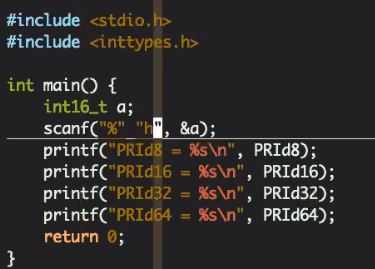 #include <stdio.h>
#include <inttypes.h>
int main() {
int16_t a;
scanf("%" "h", &a);
printf("PRId8 = %s\n", PRId8);
printf("PRId16 = %s\n", PRId16);
printf("PRId32 = %s\n", PRId32);
printf("PRId64 = %s\n", PRId64);
return 0;
}